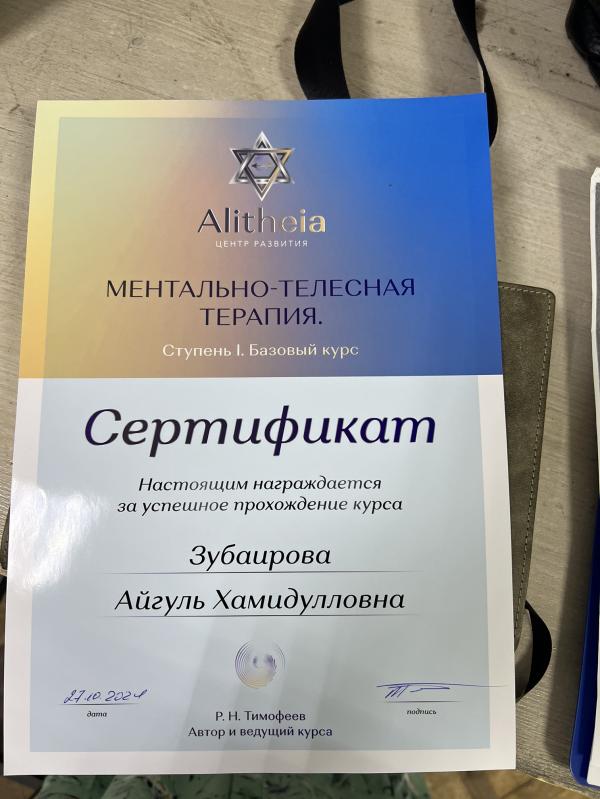 Alitheia
ЦЕНТР РАЗВИТИЯ
МЕНТАЛЬНО-ТЕЛЕСНАЯ
ТЕРАПИЯ.
Ступень I. Базовый курс
Сертификат
Настоящим награждается
за успешное прохождение курса
Зубаирова
Айгуль Хамидулловна
27.10.2024
дата
подпись
Р. Н. Тимофеев
Автор и ведущий курса